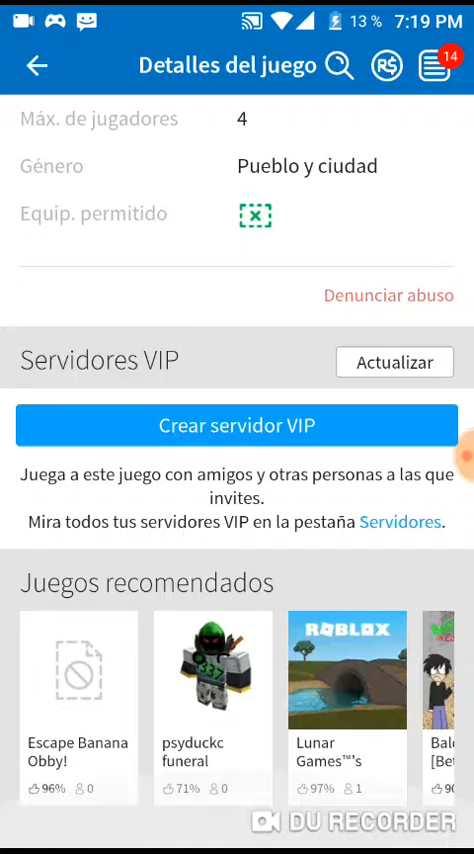 13 % 7:19 PM
Detalles del juego
R$
14
Máx. de jugadores 4
Género Pueblo y ciudad
Equip. permitido
Denunciar abuso
Servidores VIP
Actualizar
Crear servidor VIP
Juega a este juego con amigos y otras personas a las que
invites.
Mira todos tus servidores VIP en la pestaña Servidores.
Juegos recomendados
337
ROBLOX
Escape Banana
Obby!
96% 0
psyduckc
funeral
71% 0
Lunar
Games™'s
97% 1
[Be
90
DU RECORDER